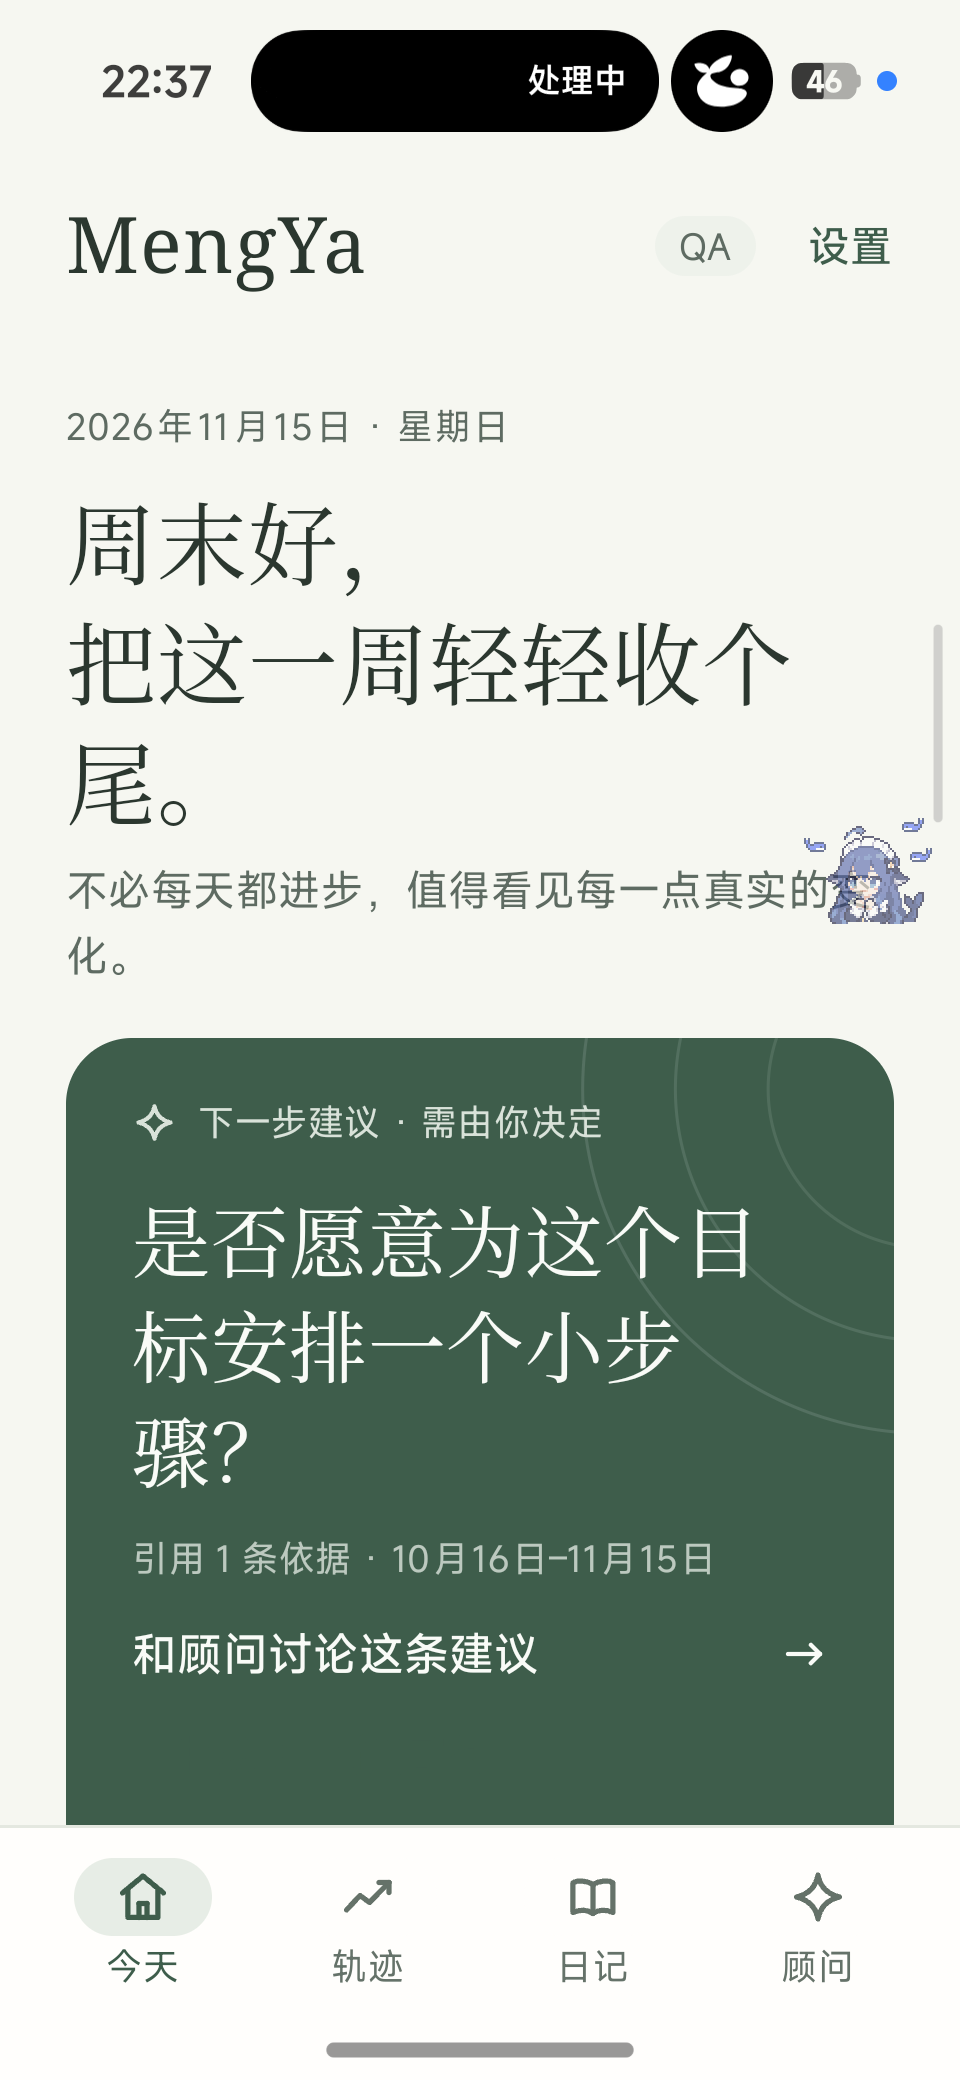 22:37
处理中
46
MengYa
QA
设置
2026年11月15日 · 星期日
周末好，
把这一周轻轻收个
尾。
不必每天都进步，值得看见每一点真实的
化。
下一步建议 · 需由你决定
是否愿意为这个目
标安排一个小步
骤？
引用 1 条依据 · 10月16日–11月15日
和顾问讨论这条建议
今天
轨迹
日记
顾问